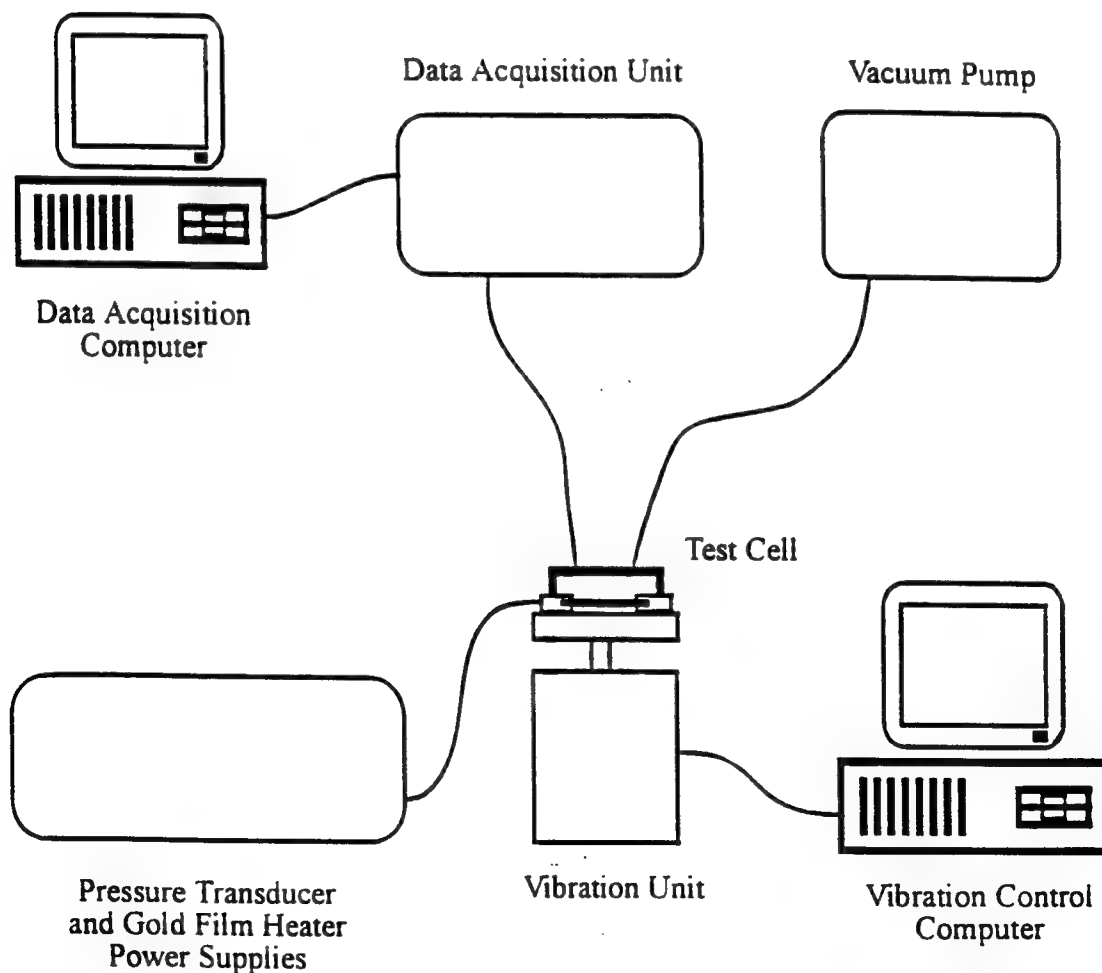 Data Acquisition Unit
Vacuum Pump
Data Acquisition
Computer
Test Cell
Pressure Transducer
and Gold Film Heater
Power Supplies
Vibration Unit
Vibration Control
Computer